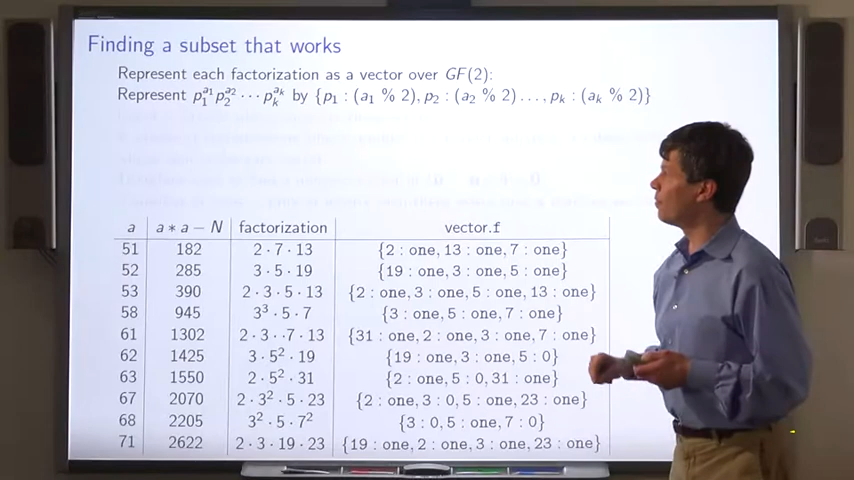 Finding a subset that works
Represent each factorization as a vector over GF(2):
Represent p₁^a₁ p₂^a₂ ··· pₖ^aₖ by {p₁ : (a₁ % 2), p₂ : (a₂ % 2) ..., pₖ : (aₖ % 2)}
a a * a − N factorization vector.f
51 182 2 · 7 · 13 {2 : one, 13 : one, 7 : one}
52 285 3 · 5 · 19 {19 : one, 3 : one, 5 : one}
53 390 2 · 3 · 5 · 13 {2 : one, 3 : one, 5 : one, 13 : one}
58 945 3³ · 5 · 7 {3 : one, 5 : one, 7 : one}
61 1302 2 · 3 · ·7 · 13 {31 : one, 2 : one, 3 : one, 7 : one}
62 1425 3 · 5² · 19 {19 : one, 3 : one, 5 : 0}
63 1550 2 · 5² · 31 {2 : one, 5 : 0, 31 : one}
67 2070 2 · 3² · 5 · 23 {2 : one, 3 : 0, 5 : one, 23 : one}
68 2205 3² · 5 · 7² {3 : 0, 5 : one, 7 : 0}
71 2622 2 · 3 · 19 · 23 {19 : one, 2 : one, 3 : one, 23 : one}